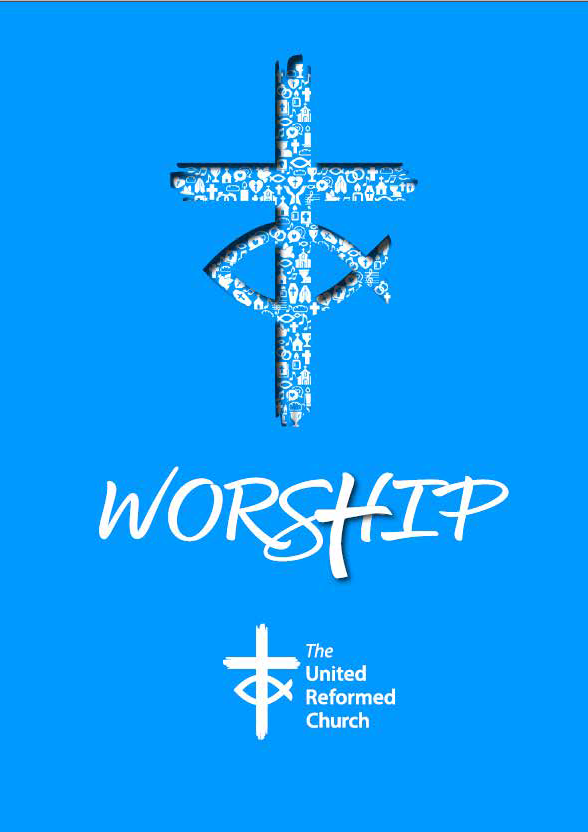 WORSHIP
The
United
Reformed
Church